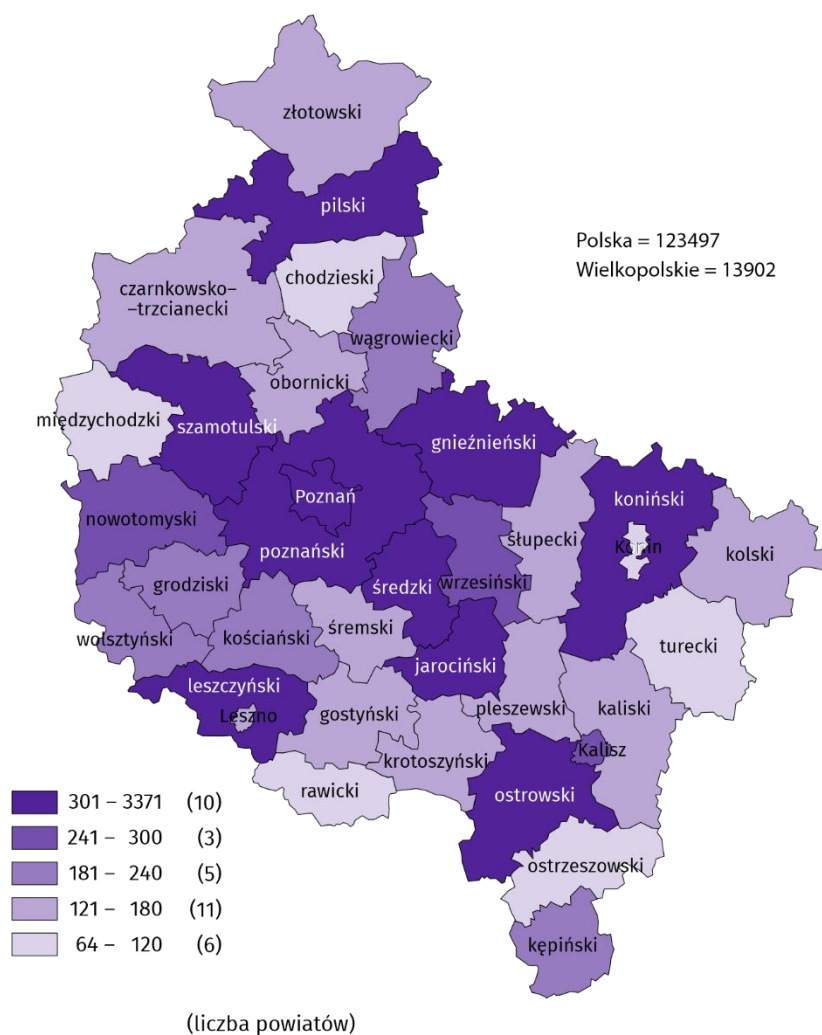 złotowski
pilski
Polska = 123497
Wielkopolskie = 13902
chodzieski
czarnkowsko–
–trzcianecki
wągrowiecki
obornicki
międzychodzki
szamotulski
gnieźnieński
Poznań
koniński
nowotomyski
poznański
słupecki
Konin
kolski
grodziski
średzki
wrzesiński
wolsztyński
kościański
śremski
turecki
jarociński
leszczyński
Leszno
gostyński
pleszewski
kaliski
krotoszyński
Kalisz
rawicki
ostrowski
301 – 3371 (10)
241 – 300 (3)
181 – 240 (5)
121 – 180 (11)
64 – 120 (6)
ostrzeszowski
kępiński
(liczba powiatów)